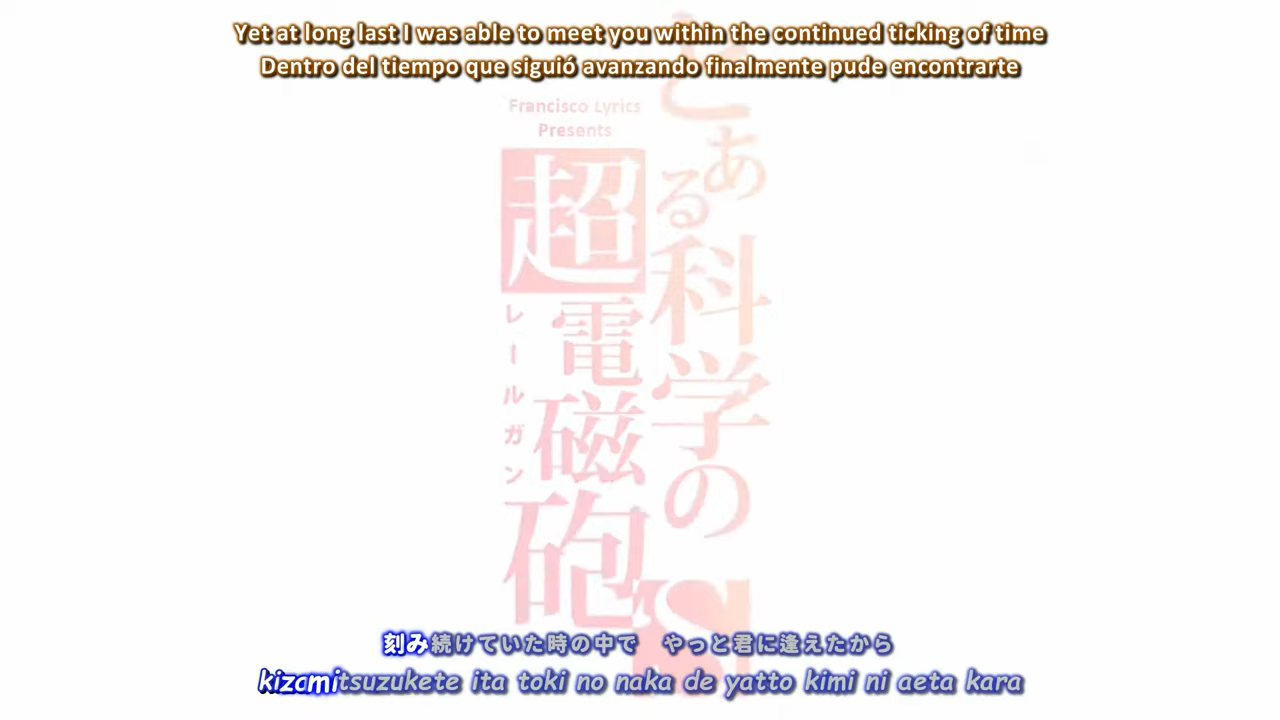 Yet at long last I was able to meet you within the continued ticking of time
Dentro del tiempo que siguió avanzando finalmente pude encontrarte
Francisco Lyrics
Presents
とある科学の
超電磁砲
レールガン
S
刻み続けていた時の中で やっと君に逢えたから
kizamitsuzukete ita toki no naka de yatto kimi ni aeta kara